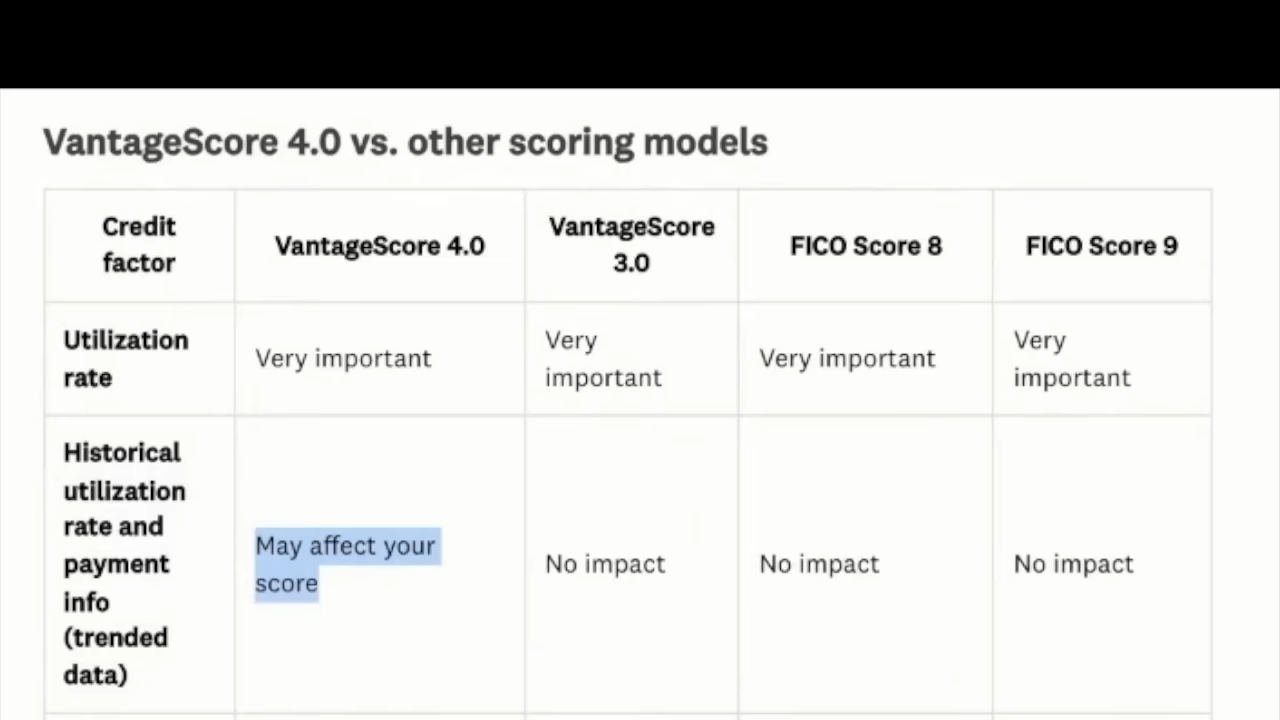 VantageScore 4.0 vs. other scoring models
Credit
factor
VantageScore 4.0
VantageScore
3.0
FICO Score 8
FICO Score 9
Utilization
rate
Very important
Very
important
Very important
Very
important
Historical
utilization
rate and
payment
info
(trended
data)
May affect your
score
No impact
No impact
No impact